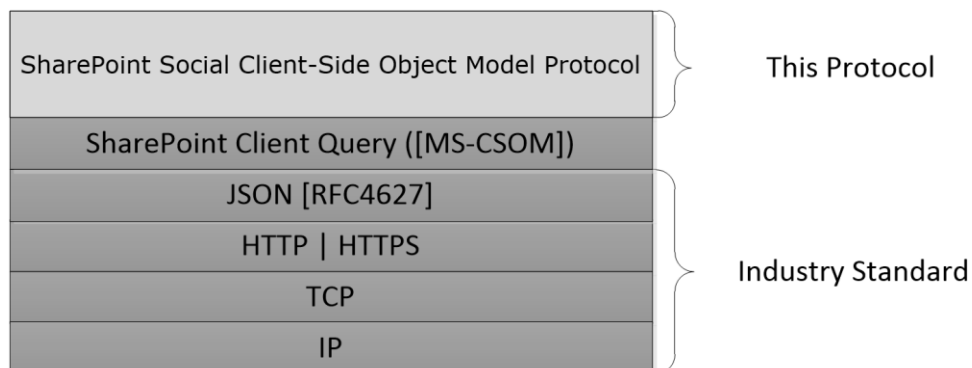 SharePoint Social Client-Side Object Model Protocol
This Protocol
SharePoint Client Query ([MS-CSOM])
JSON [RFC4627]
HTTP | HTTPS
Industry Standard
TCP
IP